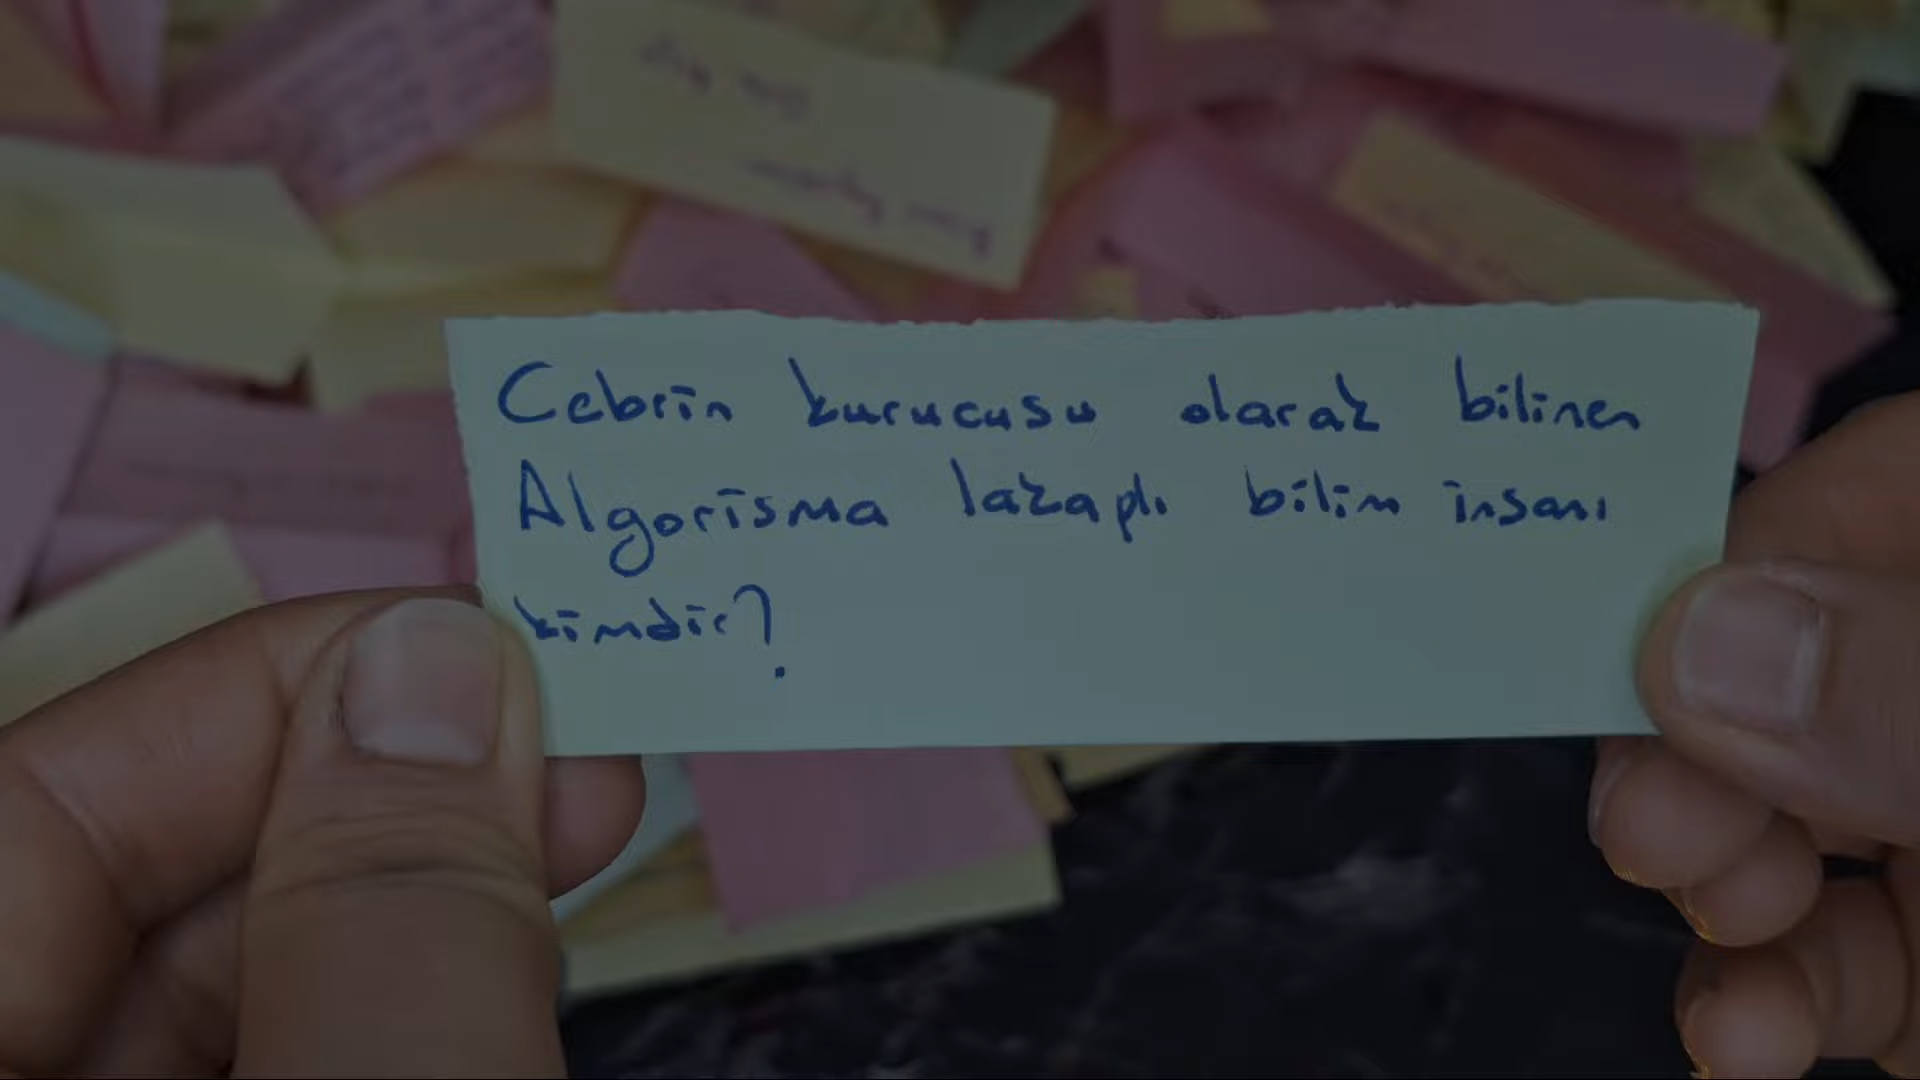 Cebrin kurucusu olarak bilinen
Algorisma lakaplı bilim insanı
kimdir?